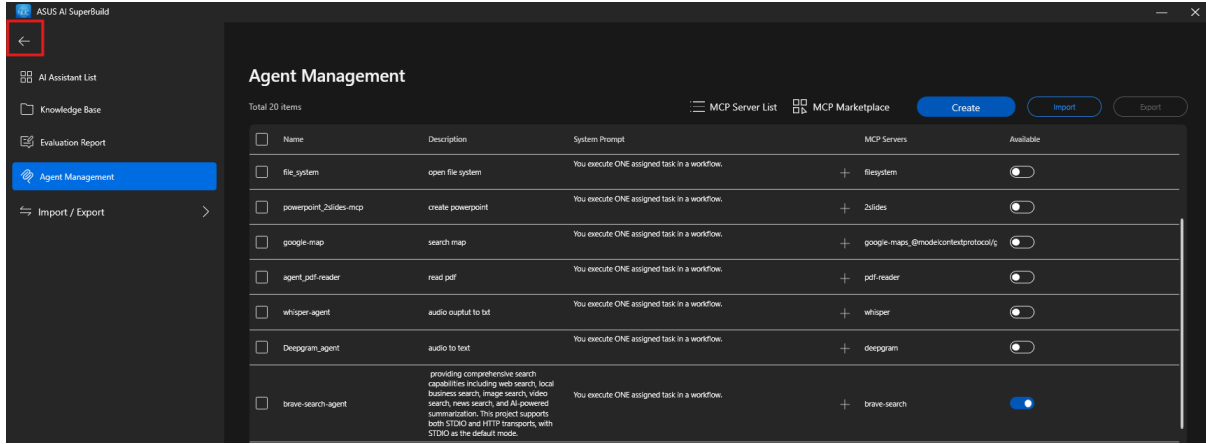 ASUS AI SuperBuild
AI Assistant List
Knowledge Base
Evaluation Report
Agent Management
Import / Export
Agent Management
Total 20 items
MCP Server List
MCP Marketplace
Create
Import
Export
Name Description System Prompt MCP Servers Available
file_system open file system You execute ONE assigned task in a workflow. filesystem
powerpoint_2slides-mcp create powerpoint You execute ONE assigned task in a workflow. 2slides
google-map search map You execute ONE assigned task in a workflow. google-maps_@modelcontextprotocol/g
agent_pdf-reader read pdf You execute ONE assigned task in a workflow. pdf-reader
whisper-agent audio ouptut to txt You execute ONE assigned task in a workflow. whisper
Deepgram_agent audio to text You execute ONE assigned task in a workflow. deepgram
brave-search-agent
providing comprehensive search
capabilities including web search, local
business search, image search, video
search, news search, and AI-powered
summarization. This project supports
both STDIO and HTTP transports, with
STDIO as the default mode.
You execute ONE assigned task in a workflow.
brave-search